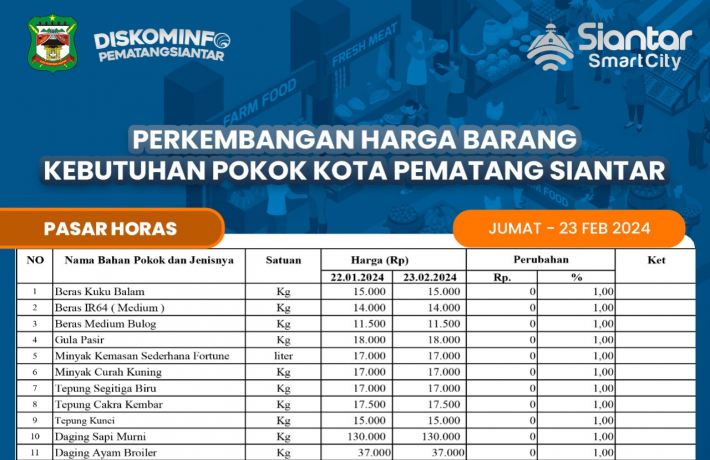 DISKOMINFO
PEMATANGSIANTAR
Siantar
SmartCity
FRESH MEAT
FARM FOOD
FARM FOOD
PERKEMBANGAN HARGA BARANG
KEBUTUHAN POKOK KOTA PEMATANG SIANTAR
PASAR HORAS
JUMAT - 23 FEB 2024
NO Nama Bahan Pokok dan Jenisnya Satuan Harga (Rp) Perubahan Ket
22.01.2024 23.02.2024 Rp. %
1 Beras Kuku Balam Kg 15.000 15.000 0 1,00
2 Beras IR64 ( Medium ) Kg 14.000 14.000 0 1,00
3 Beras Medium Bulog Kg 11.500 11.500 0 1,00
4 Gula Pasir Kg 18.000 18.000 0 1,00
5 Minyak Kemasan Sederhana Fortune liter 17.000 17.000 0 1,00
6 Minyak Curah Kuning Kg 17.000 17.000 0 1,00
7 Tepung Segitiga Biru Kg 17.000 17.000 0 1,00
8 Tepung Cakra Kembar Kg 17.500 17.500 0 1,00
9 Tepung Kunci Kg 15.000 15.000 0 1,00
10 Daging Sapi Murni Kg 130.000 130.000 0 1,00
11 Daging Ayam Broiler Kg 37.000 37.000 0 1,00